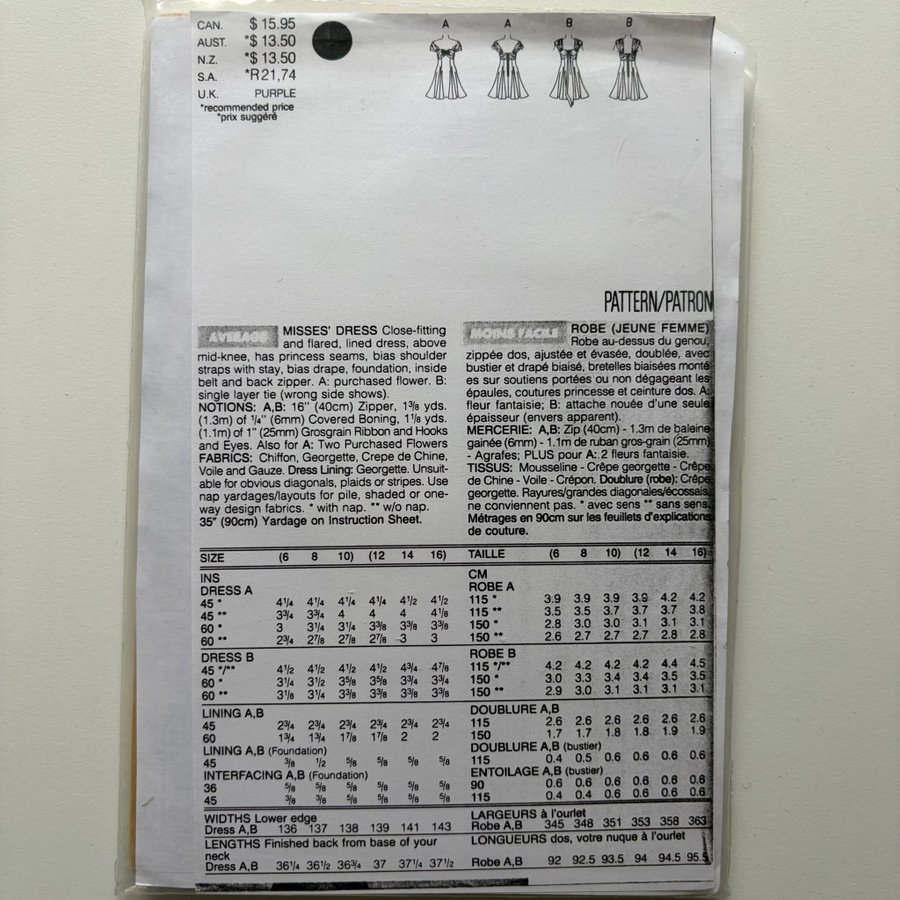 CAN. $ 15.95
AUST. *$ 13.50
N.Z. *$ 13.50
S.A. *R21,74
U.K. PURPLE
*recommended price
*prix suggéré
A A B B
PATTERN/PATRON
AVERAGE MISSES' DRESS Close-fitting
and flared, lined dress, above
mid-knee, has princess seams, bias shoulder
straps with stay, bias drape, foundation, inside
belt and back zipper. A: purchased flower. B:
single layer tie (wrong side shows).
NOTIONS: A,B: 16" (40cm) Zipper, 1⅜ yds.
(1.3m) of ¼" (6mm) Covered Boning, 1⅛ yds.
(1.1m) of 1" (25mm) Grosgrain Ribbon and Hooks
and Eyes. Also for A: Two Purchased Flowers
FABRICS: Chiffon, Georgette, Crepe de Chine,
Voile and Gauze. Dress Lining: Georgette. Unsuit-
able for obvious diagonals, plaids or stripes. Use
nap yardages/layouts for pile, shaded or one-
way design fabrics. * with nap. ** w/o nap.
35" (90cm) Yardage on Instruction Sheet.
MOINS FACILE ROBE (JEUNE FEMME)
Robe au-dessus du genou,
zippée dos, ajustée et évasée, doublée, avec
bustier et drapé biaisé, bretelles biaisées monté
es sur soutiens portées ou non dégageant les
épaules, coutures princesse et ceinture dos. A:
fleur fantaisie; B: attache nouée d'une seule
épaisseur (envers apparent).
MERCERIE: A,B: Zip (40cm) - 1.3m de baleine
gainée (6mm) - 1.1m de ruban gros-grain (25mm)
- Agrafes; PLUS pour A: 2 fleurs fantaisie.
TISSUS: Mousseline - Crêpe georgette - Crêpe
de Chine - Voile - Crépon. Doublure (robe): Crêpe
georgette. Rayures/grandes diagonales/écossais
ne conviennent pas. * avec sens ** sans sens.
Métrages en 90cm sur les feuillets d'explications
de couture.
SIZE (6 8 10) (12 14 16)
INS
DRESS A
45 * 4¼ 4¼ 4¼ 4¼ 4½ 4½
45 ** 3¾ 3¾ 4 4 4 4⅛
60 * 3 3¼ 3¼ 3⅜ 3⅜ 3⅜
60 ** 2¾ 2⅞ 2⅞ 2⅞ 3 3
DRESS B
45 */** 4½ 4½ 4½ 4½ 4¾ 4⅞
60 * 3¼ 3½ 3⅝ 3⅝ 3¾ 3¾
60 ** 3⅛ 3¼ 3⅜ 3⅜ 3⅜ 3⅜
LINING A,B
45 2¾ 2¾ 2¾ 2¾ 2¾ 2¾
60 1¾ 1¾ 1⅞ 1⅞ 2 2
LINING A,B (Foundation)
45 ⅜ ½ ⅝ ⅝ ⅝ ⅝
INTERFACING A,B (Foundation)
36 ⅝ ⅝ ⅝ ⅝ ⅝ ⅝
45 ⅜ ⅜ ⅝ ⅝ ⅝ ⅝
WIDTHS Lower edge
Dress A,B 136 137 138 139 141 143
LENGTHS Finished back from base of your
neck
Dress A,B 36¼ 36½ 36¾ 37 37¼ 37½
TAILLE (6 8 10) (12 14 16)
CM
ROBE A
115 * 3.9 3.9 3.9 3.9 4.2 4.2
115 ** 3.5 3.5 3.7 3.7 3.7 3.8
150 * 2.8 3.0 3.0 3.1 3.1 3.1
150 ** 2.6 2.7 2.7 2.7 2.8 2.8
ROBE B
115 */** 4.2 4.2 4.2 4.2 4.4 4.5
150 * 3.0 3.3 3.4 3.4 3.5 3.5
150 ** 2.9 3.0 3.1 3.1 3.1 3.1
DOUBLURE A,B
115 2.6 2.6 2.6 2.6 2.6 2.6
150 1.7 1.7 1.8 1.8 1.9 1.9
DOUBLURE A,B (bustier)
115 0.4 0.5 0.6 0.6 0.6 0.6
ENTOILAGE A,B (bustier)
90 0.6 0.6 0.6 0.6 0.6 0.6
115 0.4 0.4 0.6 0.6 0.6 0.6
LARGEURS à l'ourlet
Robe A,B 345 348 351 353 358 363
LONGUEURS dos, votre nuque à l'ourlet
Robe A,B 92 92.5 93.5 94 94.5 95.5